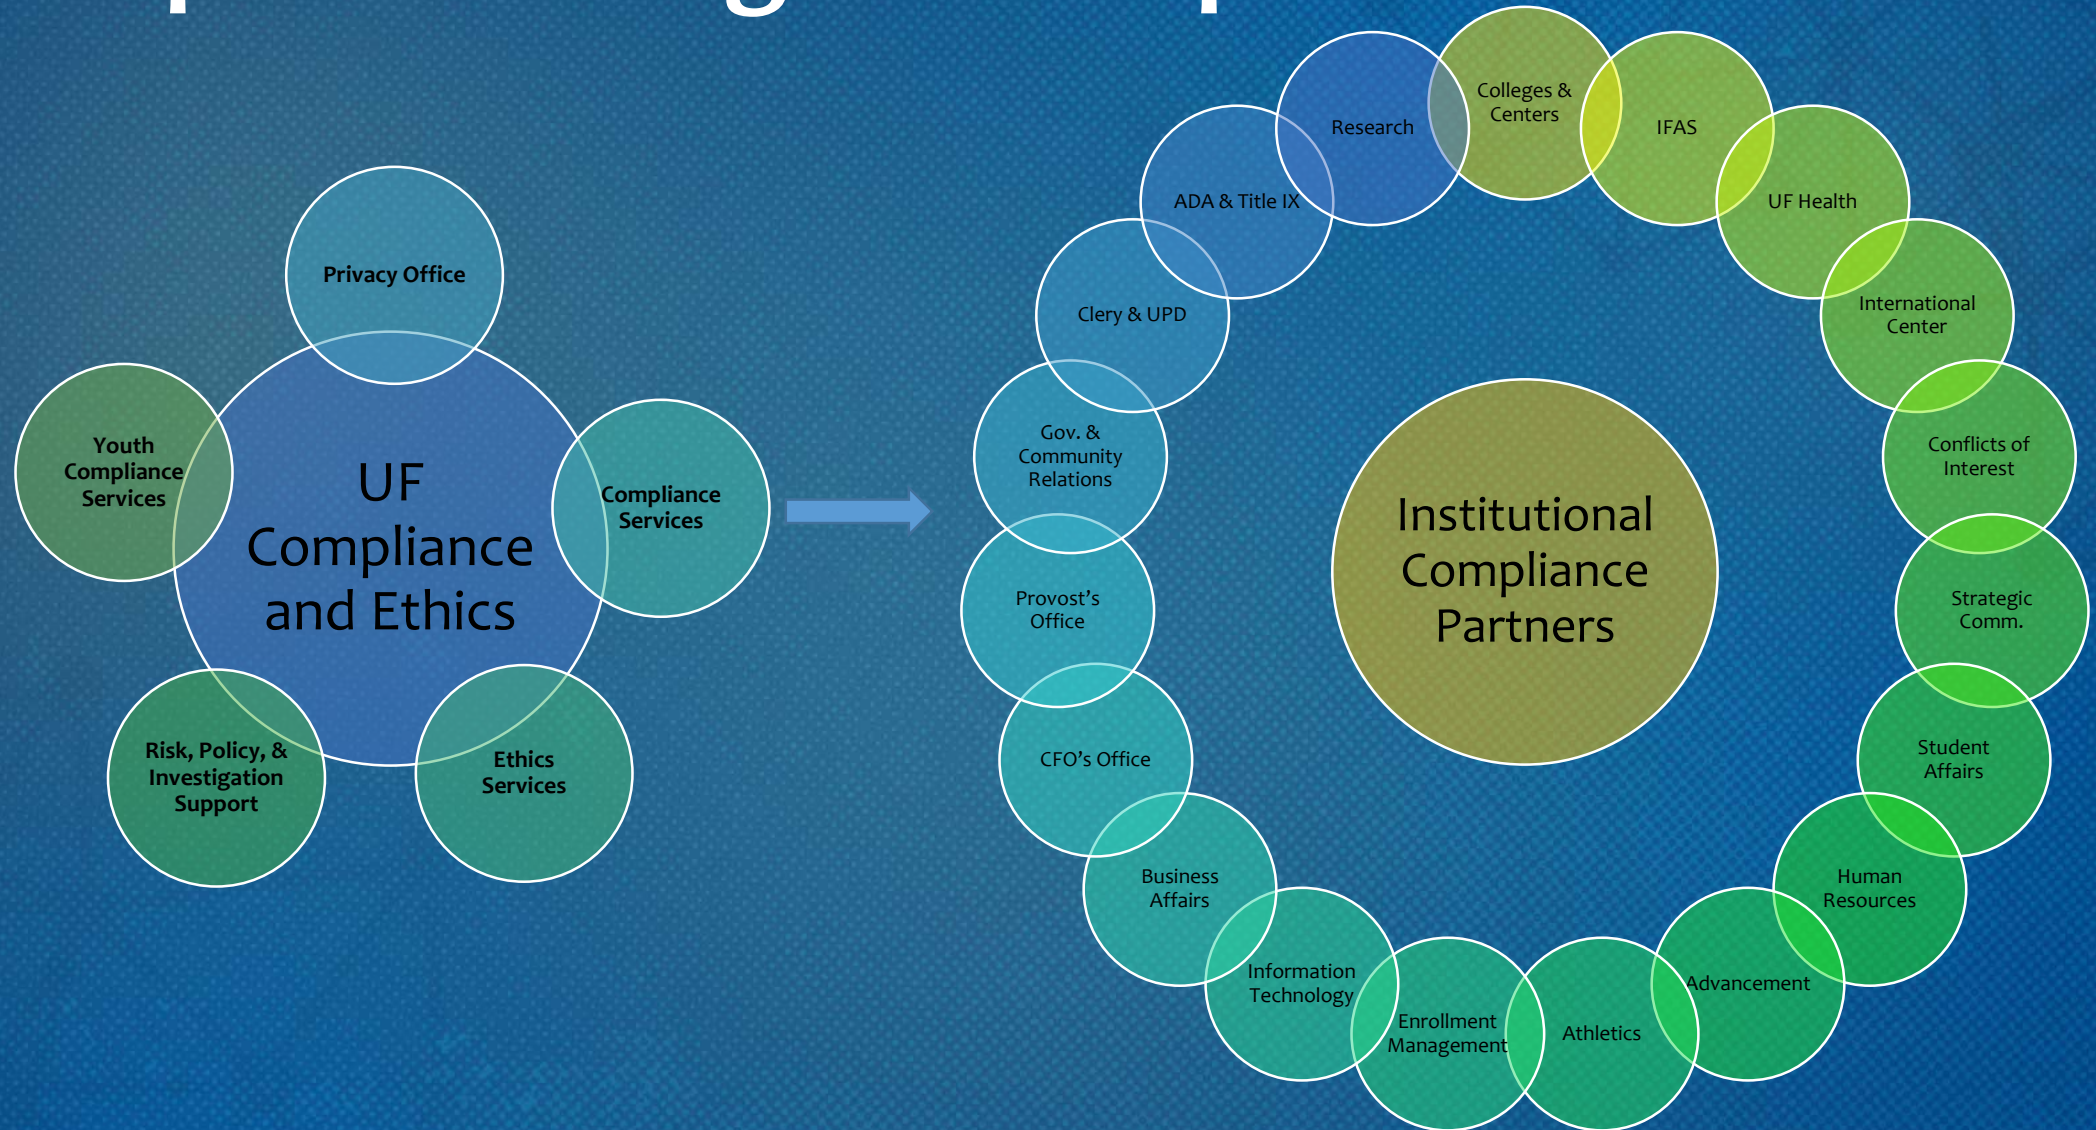 Privacy Office
Youth
Compliance
Services
UF
Compliance
and Ethics
Compliance
Services
Risk, Policy, &
Investigation
Support
Ethics
Services
Institutional
Compliance
Partners
Colleges &
Centers
IFAS
UF Health
International
Center
Conflicts of
Interest
Strategic
Comm.
Student
Affairs
Human
Resources
Advancement
Athletics
Enrollment
Management
Information
Technology
Business
Affairs
CFO’s Office
Provost’s
Office
Gov. &
Community
Relations
Clery & UPD
ADA & Title IX
Research